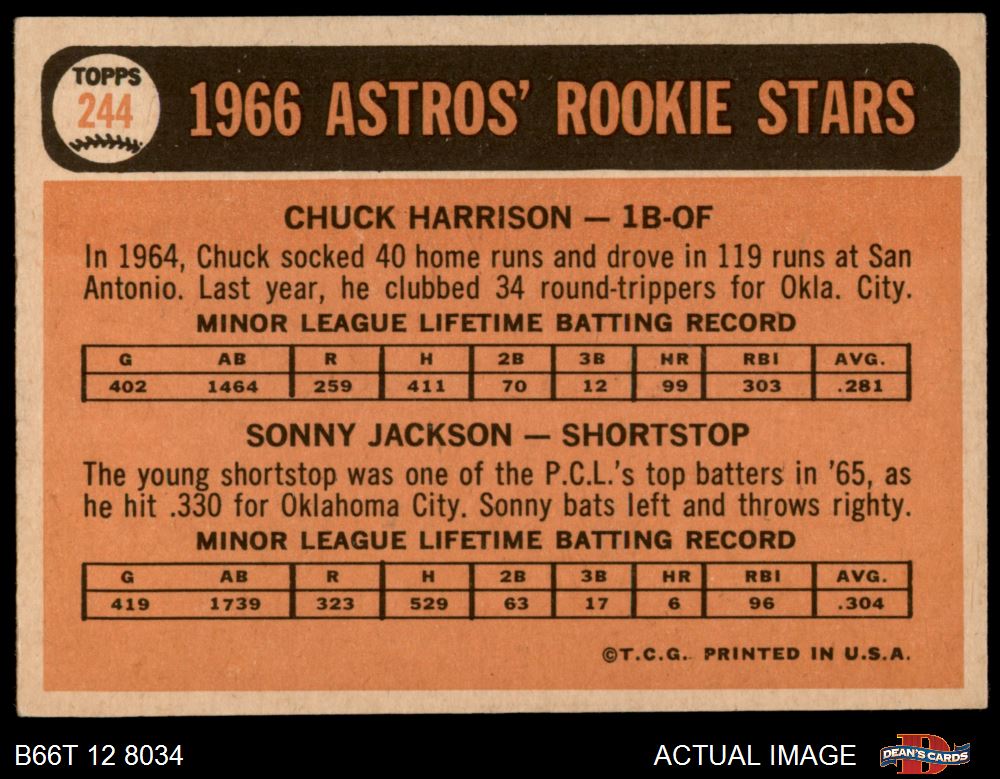 TOPPS
244
1966 ASTROS' ROOKIE STARS
CHUCK HARRISON — 1B-OF
In 1964, Chuck socked 40 home runs and drove in 119 runs at San
Antonio. Last year, he clubbed 34 round-trippers for Okla. City.
MINOR LEAGUE LIFETIME BATTING RECORD
G AB R H 2B 3B HR RBI AVG.
402 1464 259 411 70 12 99 303 .281
SONNY JACKSON — SHORTSTOP
The young shortstop was one of the P.C.L.'s top batters in '65, as
he hit .330 for Oklahoma City. Sonny bats left and throws righty.
MINOR LEAGUE LIFETIME BATTING RECORD
G AB R H 2B 3B HR RBI AVG.
419 1739 323 529 63 17 6 96 .304
©T.C.G. PRINTED IN U.S.A.
B66T 12 8034 ACTUAL IMAGE D DEAN'S CARDS